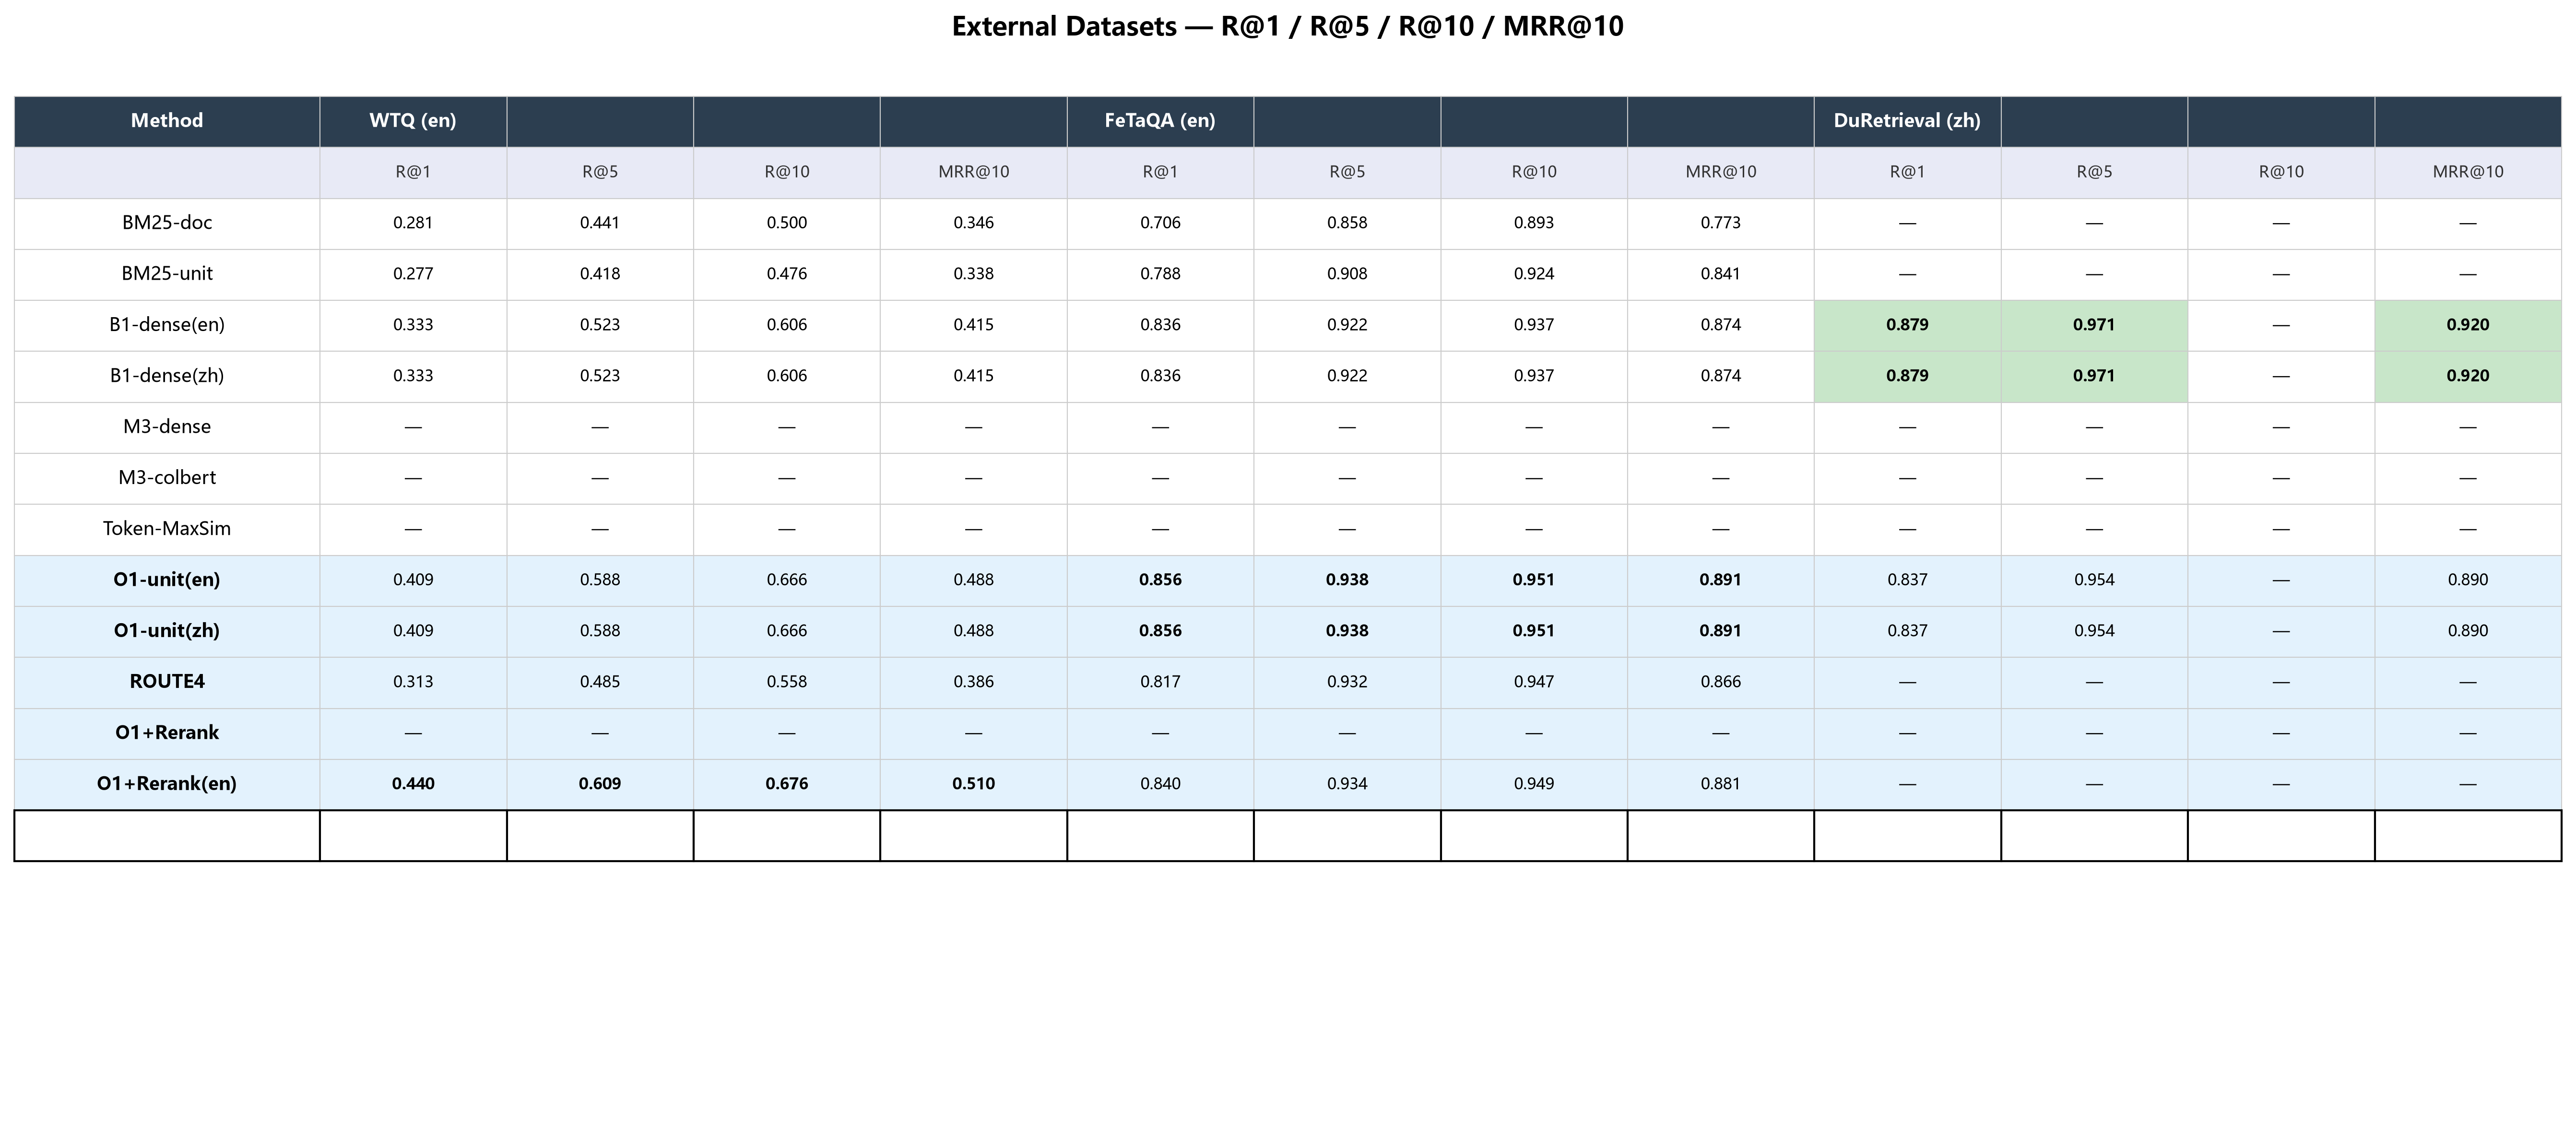 External Datasets — R@1 / R@5 / R@10 / MRR@10
Method WTQ (en) FeTaQA (en) DuRetrieval (zh)
R@1 R@5 R@10 MRR@10 R@1 R@5 R@10 MRR@10 R@1 R@5 R@10 MRR@10
BM25-doc 0.281 0.441 0.500 0.346 0.706 0.858 0.893 0.773 — — — —
BM25-unit 0.277 0.418 0.476 0.338 0.788 0.908 0.924 0.841 — — — —
B1-dense(en) 0.333 0.523 0.606 0.415 0.836 0.922 0.937 0.874 0.879 0.971 — 0.920
B1-dense(zh) 0.333 0.523 0.606 0.415 0.836 0.922 0.937 0.874 0.879 0.971 — 0.920
M3-dense — — — — — — — — — — — —
M3-colbert — — — — — — — — — — — —
Token-MaxSim — — — — — — — — — — — —
O1-unit(en) 0.409 0.588 0.666 0.488 0.856 0.938 0.951 0.891 0.837 0.954 — 0.890
O1-unit(zh) 0.409 0.588 0.666 0.488 0.856 0.938 0.951 0.891 0.837 0.954 — 0.890
ROUTE4 0.313 0.485 0.558 0.386 0.817 0.932 0.947 0.866 — — — —
O1+Rerank — — — — — — — — — — — —
O1+Rerank(en) 0.440 0.609 0.676 0.510 0.840 0.934 0.949 0.881 — — — —